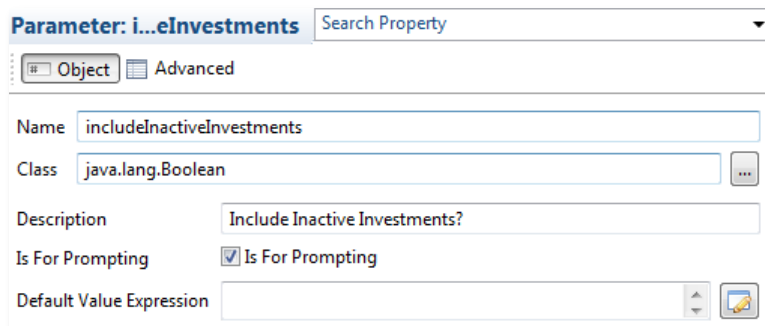 Parameter: i...eInvestments Search Property
Object Advanced
Name includeInactiveInvestments
Class java.lang.Boolean ...
Description Include Inactive Investments?
Is For Prompting Is For Prompting
Default Value Expression